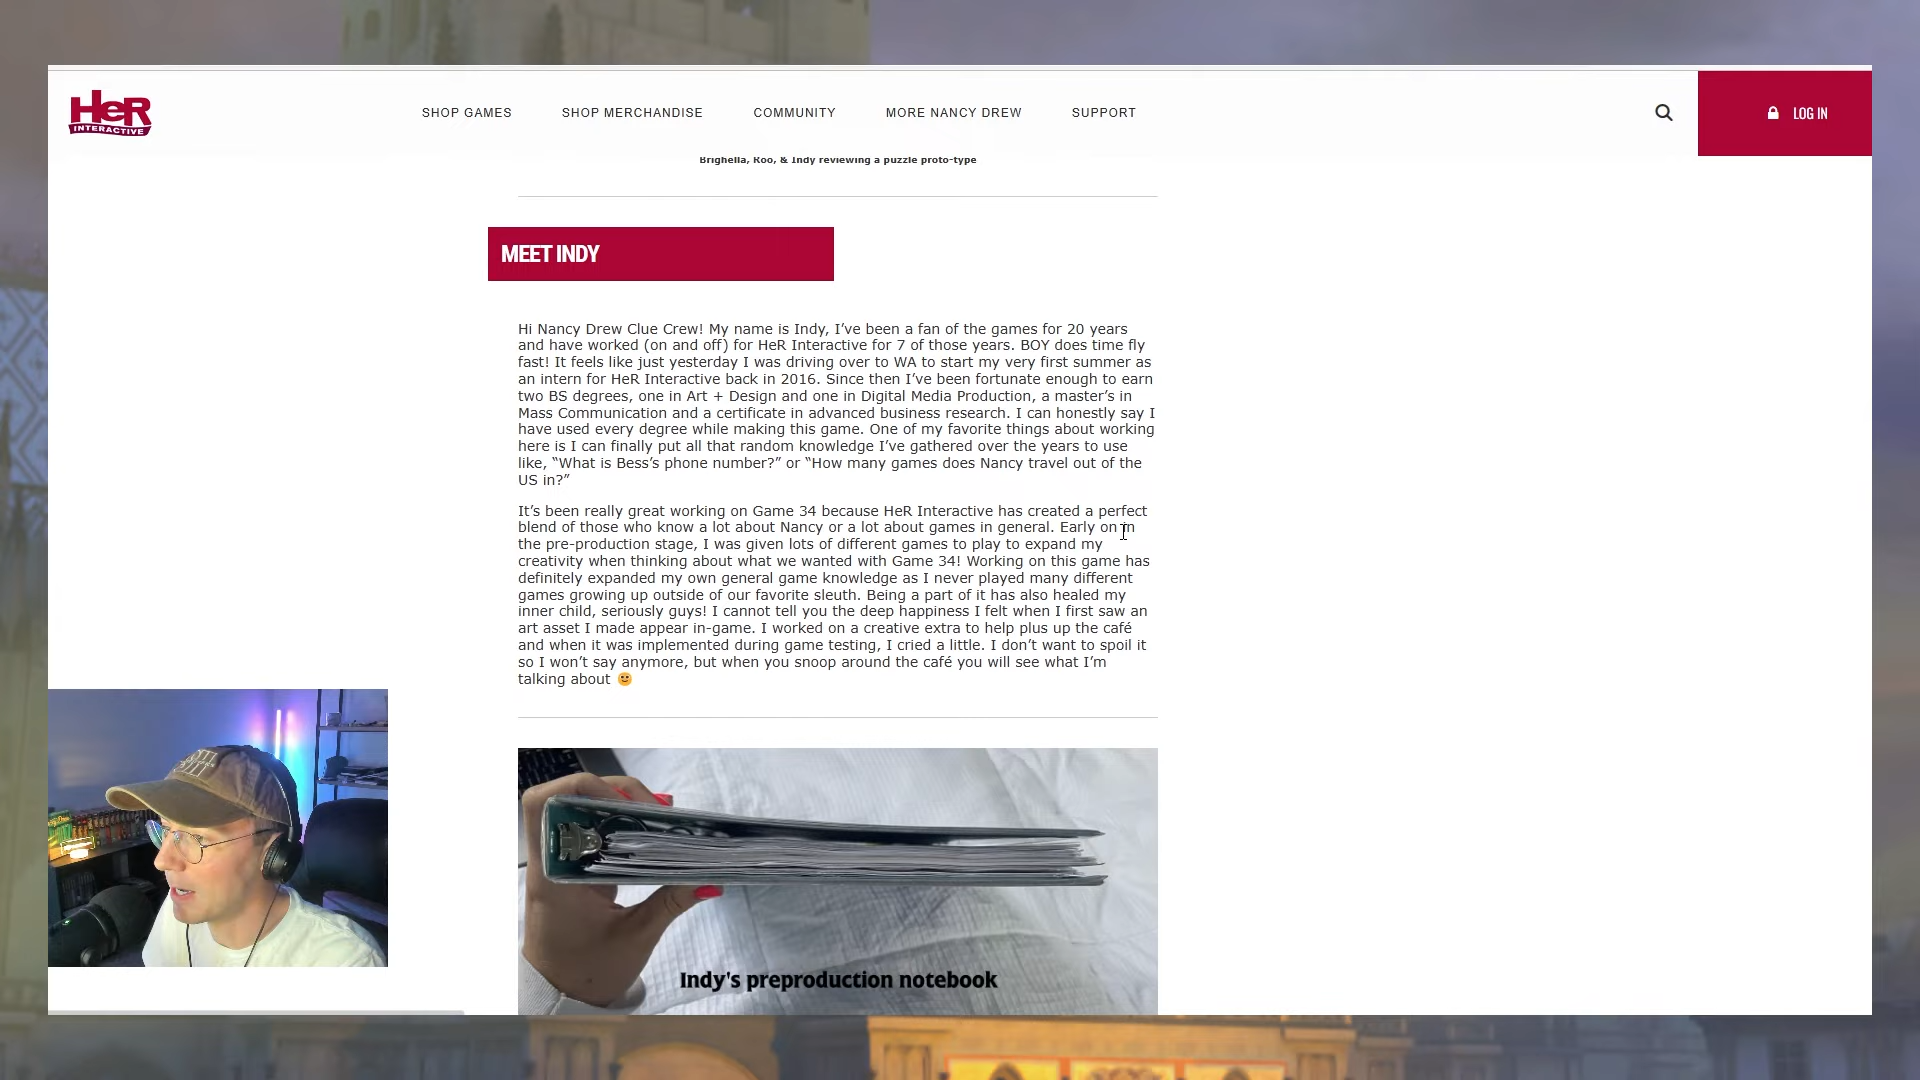 HeR
INTERACTIVE
SHOP GAMES
SHOP MERCHANDISE
COMMUNITY
MORE NANCY DREW
SUPPORT
LOG IN
Brighella, Roo, & Indy reviewing a puzzle proto-type
MEET INDY
Hi Nancy Drew Clue Crew! My name is Indy, I’ve been a fan of the games for 20 years
and have worked (on and off) for HeR Interactive for 7 of those years. BOY does time fly
fast! It feels like just yesterday I was driving over to WA to start my very first summer as
an intern for HeR Interactive back in 2016. Since then I’ve been fortunate enough to earn
two BS degrees, one in Art + Design and one in Digital Media Production, a master’s in
Mass Communication and a certificate in advanced business research. I can honestly say I
have used every degree while making this game. One of my favorite things about working
here is I can finally put all that random knowledge I’ve gathered over the years to use
like, “What is Bess’s phone number?” or “How many games does Nancy travel out of the
US in?”
It’s been really great working on Game 34 because HeR Interactive has created a perfect
blend of those who know a lot about Nancy or a lot about games in general. Early on in
the pre-production stage, I was given lots of different games to play to expand my
creativity when thinking about what we wanted with Game 34! Working on this game has
definitely expanded my own general game knowledge as I never played many different
games growing up outside of our favorite sleuth. Being a part of it has also healed my
inner child, seriously guys! I cannot tell you the deep happiness I felt when I first saw an
art asset I made appear in-game. I worked on a creative extra to help plus up the café
and when it was implemented during game testing, I cried a little. I don’t want to spoil it
so I won’t say anymore, but when you snoop around the café you will see what I’m
talking about
Indy's preproduction notebook